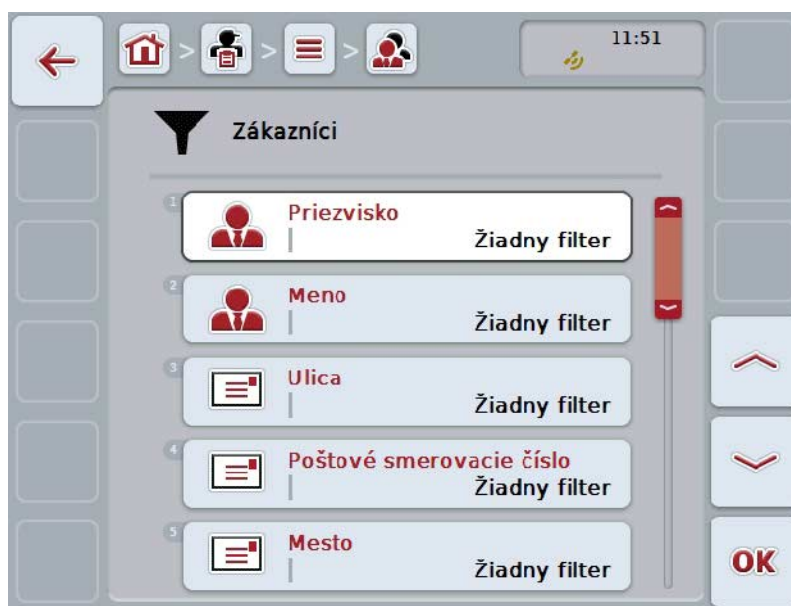 11:51
Zákazníci
1
Priezvisko
Žiadny filter
2
Meno
Žiadny filter
3
Ulica
Žiadny filter
4
Poštové smerovacie číslo
Žiadny filter
5
Mesto
Žiadny filter
OK